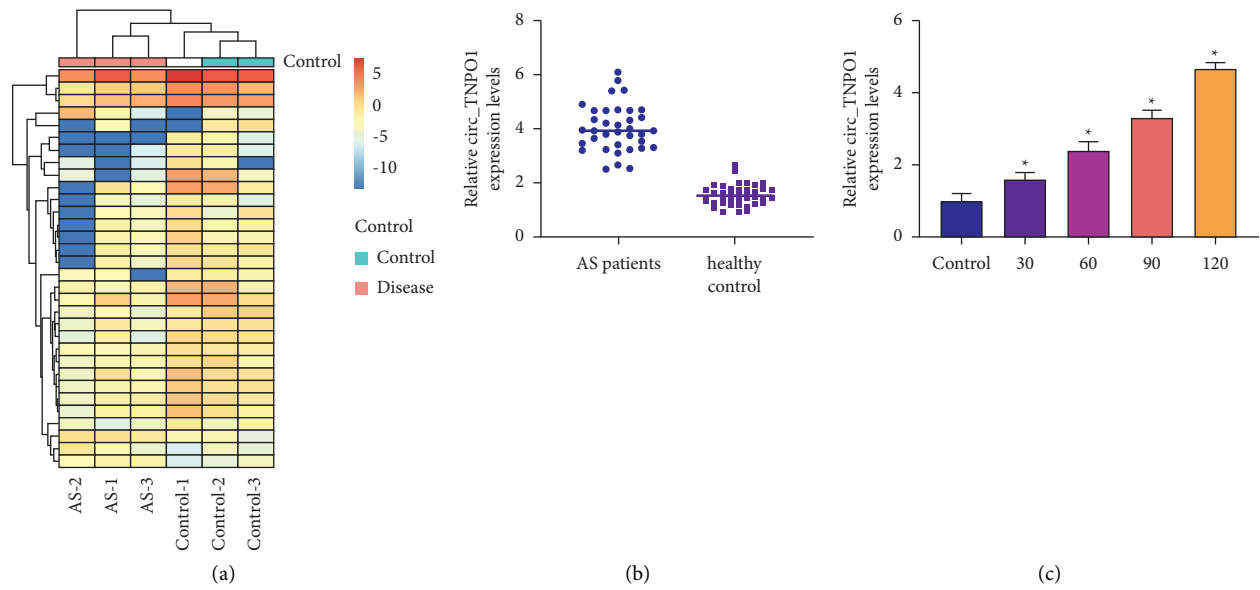 Control
5
0
-5
-10
Control
Control
Disease
AS-2
AS-1
AS-3
Control-1
Control-2
Control-3
(a)
Relative circ_TNPO1
expression levels
8
6
4
2
0
AS patients
healthy
control
(b)
Relative circ_TNPO1
expression levels
6
4
2
0
*
*
*
*
Control
30
60
90
120
(c)